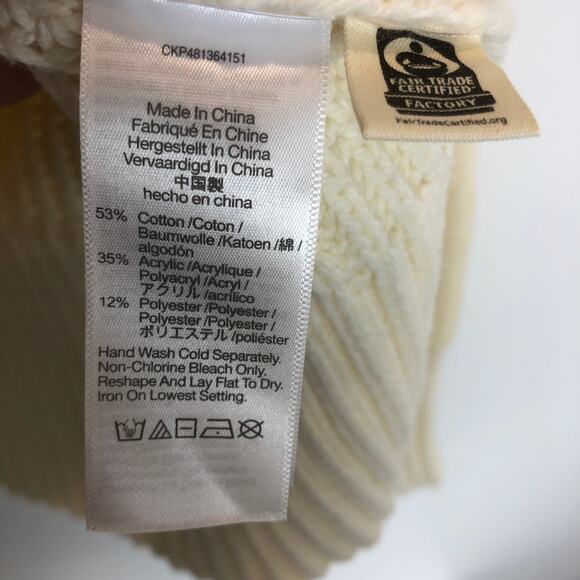 CKP481364151
Made In China
Fabriqué En Chine
Hergestellt In China
Vervaardigd In China
中国製
hecho en china
53% Cotton /Coton /
Baumwolle /Katoen /綿 /
algodón
35% Acrylic /Acrylique /
Polyacryl /Acryl /
アクリル /acrílico
12% Polyester /Polyester /
Polyester /Polyester /
ポリエステル /poliéster
Hand Wash Cold Separately.
Non-Chlorine Bleach Only.
Reshape And Lay Flat To Dry.
Iron On Lowest Setting.
FAIR TRADE
CERTIFIED™
FACTORY
FairTradeCertified.org